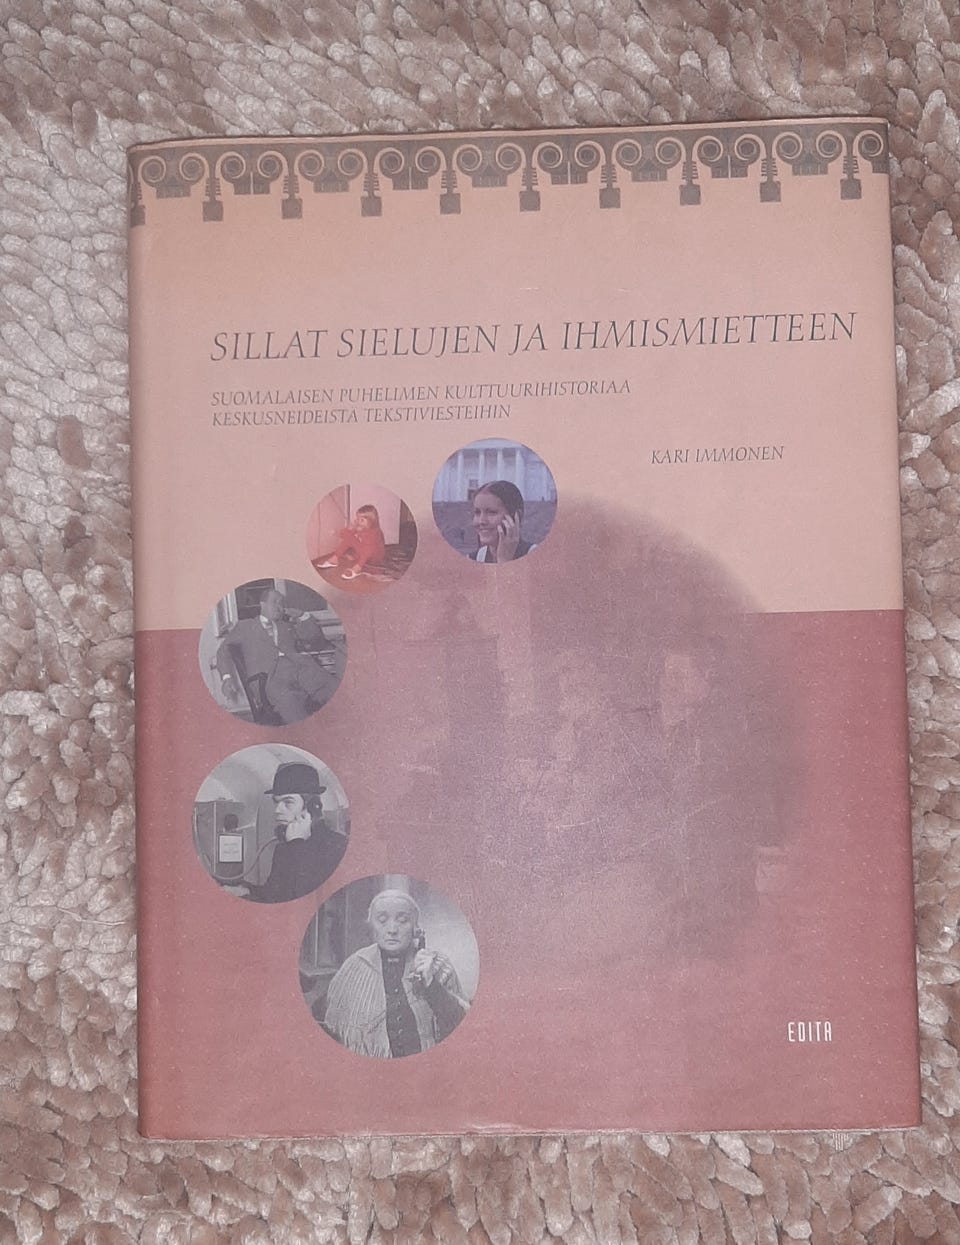 SILLAT SIELUJEN JA IHMISMIETTEEN
SUOMALAISEN PUHELIMEN KULTTUURIHISTORIAA
KESKUSNEIDEISTÄ TEKSTIVIESTEIHIN
KARI IMMONEN
EDITA